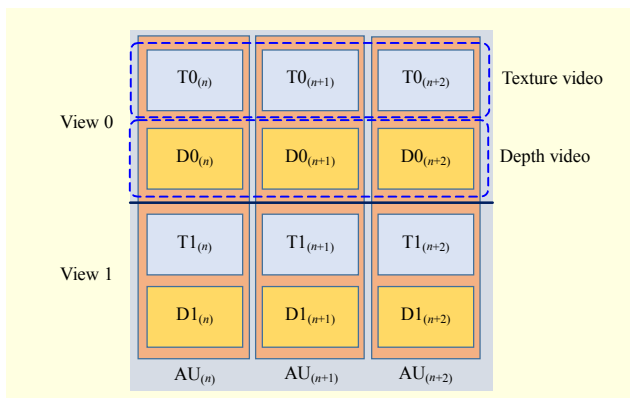 T0(n) T0(n+1) T0(n+2) Texture video
View 0
D0(n) D0(n+1) D0(n+2) Depth video
T1(n) T1(n+1) T1(n+2)
View 1
D1(n) D1(n+1) D1(n+2)
AU(n) AU(n+1) AU(n+2)